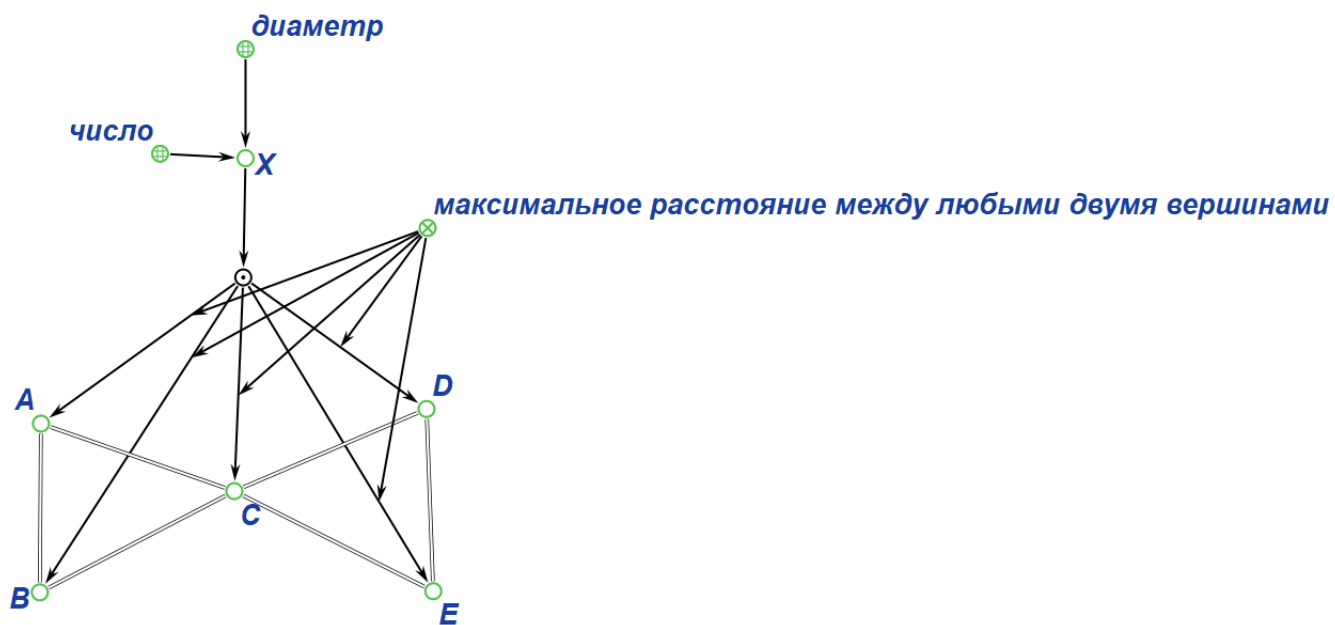 диаметр
число
X
максимальное расстояние между любыми двумя вершинами
D
A
C
B
E